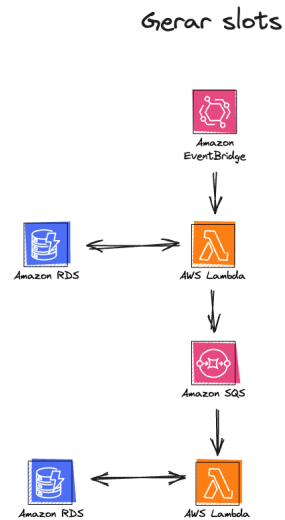 Gerar slots
Amazon
EventBridge
Amazon RDS
AWS Lambda
Amazon SQS
Amazon RDS
AWS Lambda